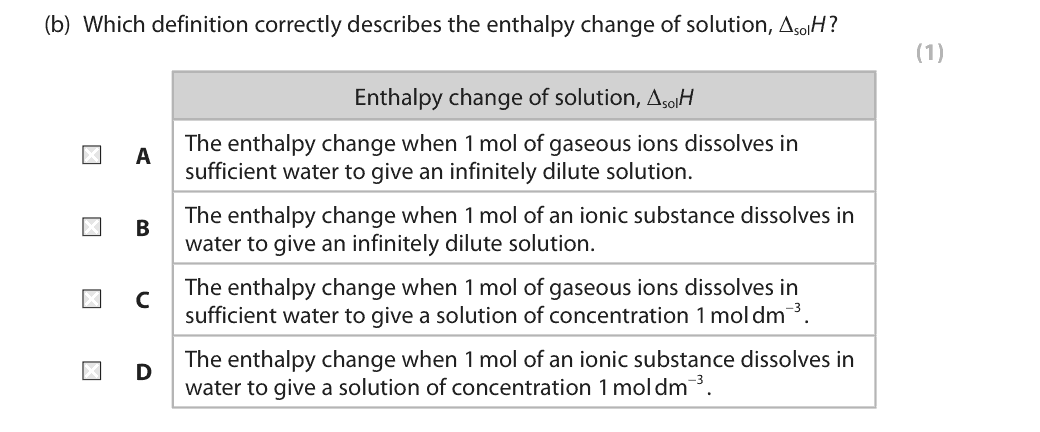 (b) Which definition correctly describes the enthalpy change of solution, ΔsolH?
(1)
Enthalpy change of solution, ΔsolH
A The enthalpy change when 1 mol of gaseous ions dissolves in
sufficient water to give an infinitely dilute solution.
B The enthalpy change when 1 mol of an ionic substance dissolves in
water to give an infinitely dilute solution.
C The enthalpy change when 1 mol of gaseous ions dissolves in
sufficient water to give a solution of concentration 1 mol dm⁻³.
D The enthalpy change when 1 mol of an ionic substance dissolves in
water to give a solution of concentration 1 mol dm⁻³.